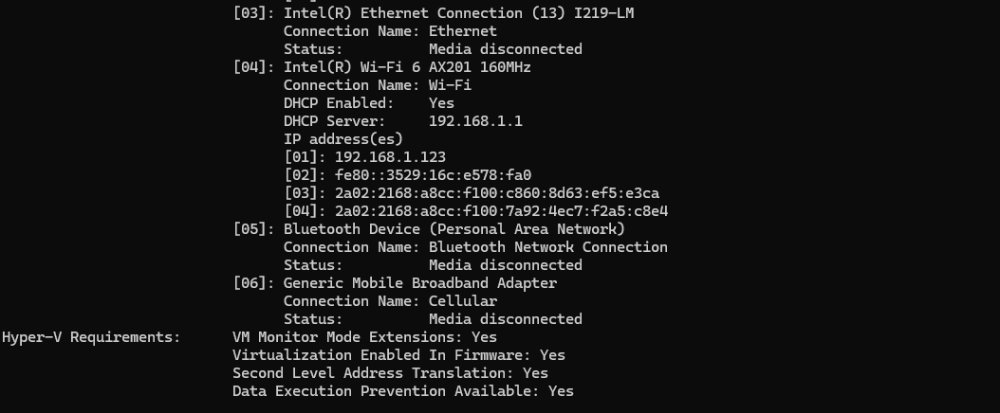 [03]: Intel(R) Ethernet Connection (13) I219-LM
Connection Name: Ethernet
Status: Media disconnected
[04]: Intel(R) Wi-Fi 6 AX201 160MHz
Connection Name: Wi-Fi
DHCP Enabled: Yes
DHCP Server: 192.168.1.1
IP address(es)
[01]: 192.168.1.123
[02]: fe80::3529:16c:e578:fa0
[03]: 2a02:2168:a8cc:f100:c860:8d63:ef5:e3ca
[04]: 2a02:2168:a8cc:f100:7a92:4ec7:f2a5:c8e4
[05]: Bluetooth Device (Personal Area Network)
Connection Name: Bluetooth Network Connection
Status: Media disconnected
[06]: Generic Mobile Broadband Adapter
Connection Name: Cellular
Status: Media disconnected
Hyper-V Requirements: VM Monitor Mode Extensions: Yes
Virtualization Enabled In Firmware: Yes
Second Level Address Translation: Yes
Data Execution Prevention Available: Yes